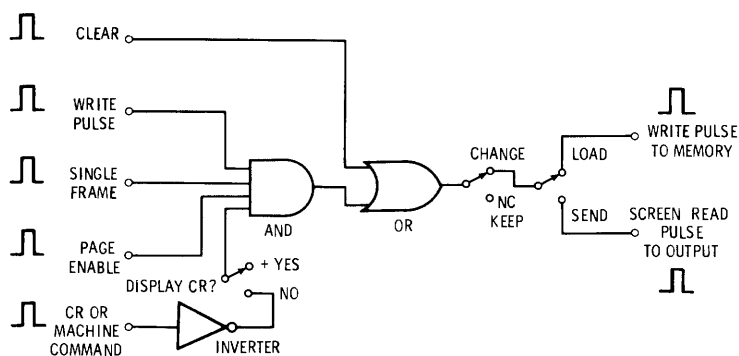 CLEAR
WRITE
PULSE
SINGLE
FRAME
PAGE
ENABLE
CR OR
MACHINE
COMMAND
DISPLAY CR?
+ YES
NO
INVERTER
AND
OR
CHANGE
NC
KEEP
LOAD
SEND
WRITE PULSE
TO MEMORY
SCREEN READ
PULSE
TO OUTPUT